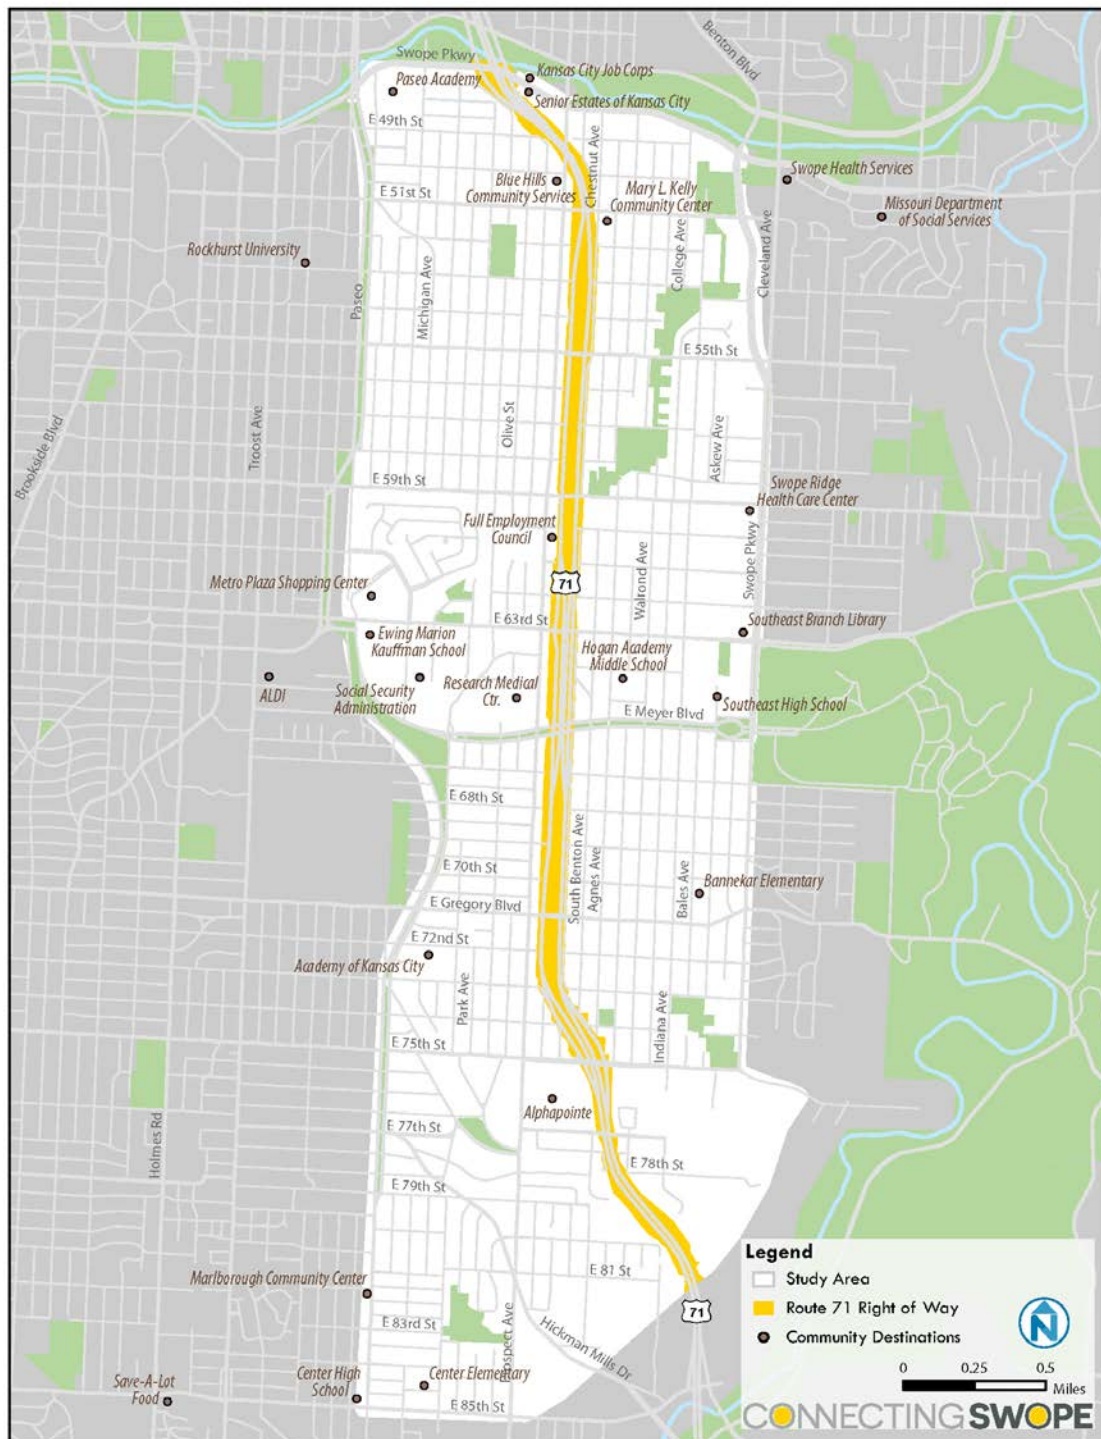 Swope Pkwy
Benton Blvd
Kansas City Job Corps
Paseo Academy
Senior Estates of Kansas City
E 49th St
Chestnut Ave
Swope Health Services
Blue Hills
Community Services
E 51st St
Mary L. Kelly
Community Center
Missouri Department
of Social Services
College Ave
Cleveland Ave
Rockhurst University
Paseo
Michigan Ave
E 55th St
Brookside Blvd
Troost Ave
Olive St
Askew Ave
E 59th St
Swope Ridge
Health Care Center
Full Employment
Council
Walrond Ave
Swope Pkwy
71
Metro Plaza Shopping Center
E 63rd St
Southeast Branch Library
Ewing Marion
Kauffman School
Hogan Academy
Middle School
ALDI
Social Security
Administration
Research Medical
Ctr.
Southeast High School
E Meyer Blvd
E 68th St
South Benton Ave
Agnes Ave
E 70th St
Bales Ave
Bannekar Elementary
E Gregory Blvd
E 72nd St
Academy of Kansas City
Park Ave
Indiana Ave
E 75th St
Alphapointe
Holmes Rd
E 77th St
E 78th St
E 79th St
E 81 St
Marlborough Community Center
71
E 83rd St
Prospect Ave
Hickman Mills Dr
Save-A-Lot
Food
Center High
School
Center Elementary
E 85th St
Legend
Study Area
Route 71 Right of Way
Community Destinations
N
0 0.25 0.5
Miles
CONNECTING SWOPE